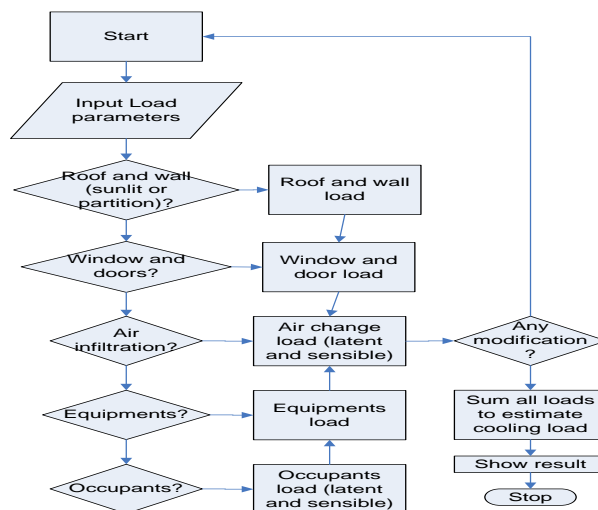 Start
Input Load
parameters
Roof and wall
(sunlit or
partition)?
Roof and wall
load
Window and
doors?
Window and
door load
Air
infiltration?
Air change
load (latent
and sensible)
Any
modification
?
Equipments?
Equipments
load
Sum all loads
to estimate
cooling load
Show result
Occupants?
Occupants
load (latent
and sensible)
Stop